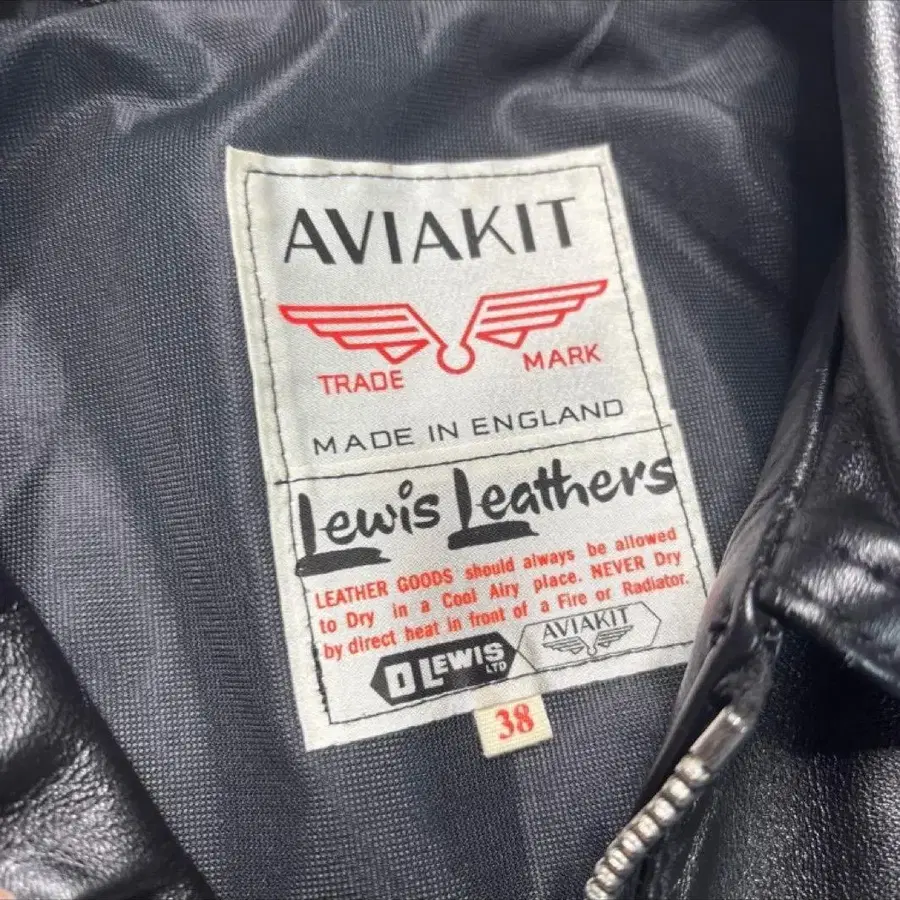 AVIAKIT
TRADE MARK
MADE IN ENGLAND
Lewis Leathers
LEATHER GOODS should always be allowed
to Dry in a Cool Airy place. NEVER Dry
by direct heat in front of a Fire or Radiator.
D LEWIS LTD
AVIAKIT
38